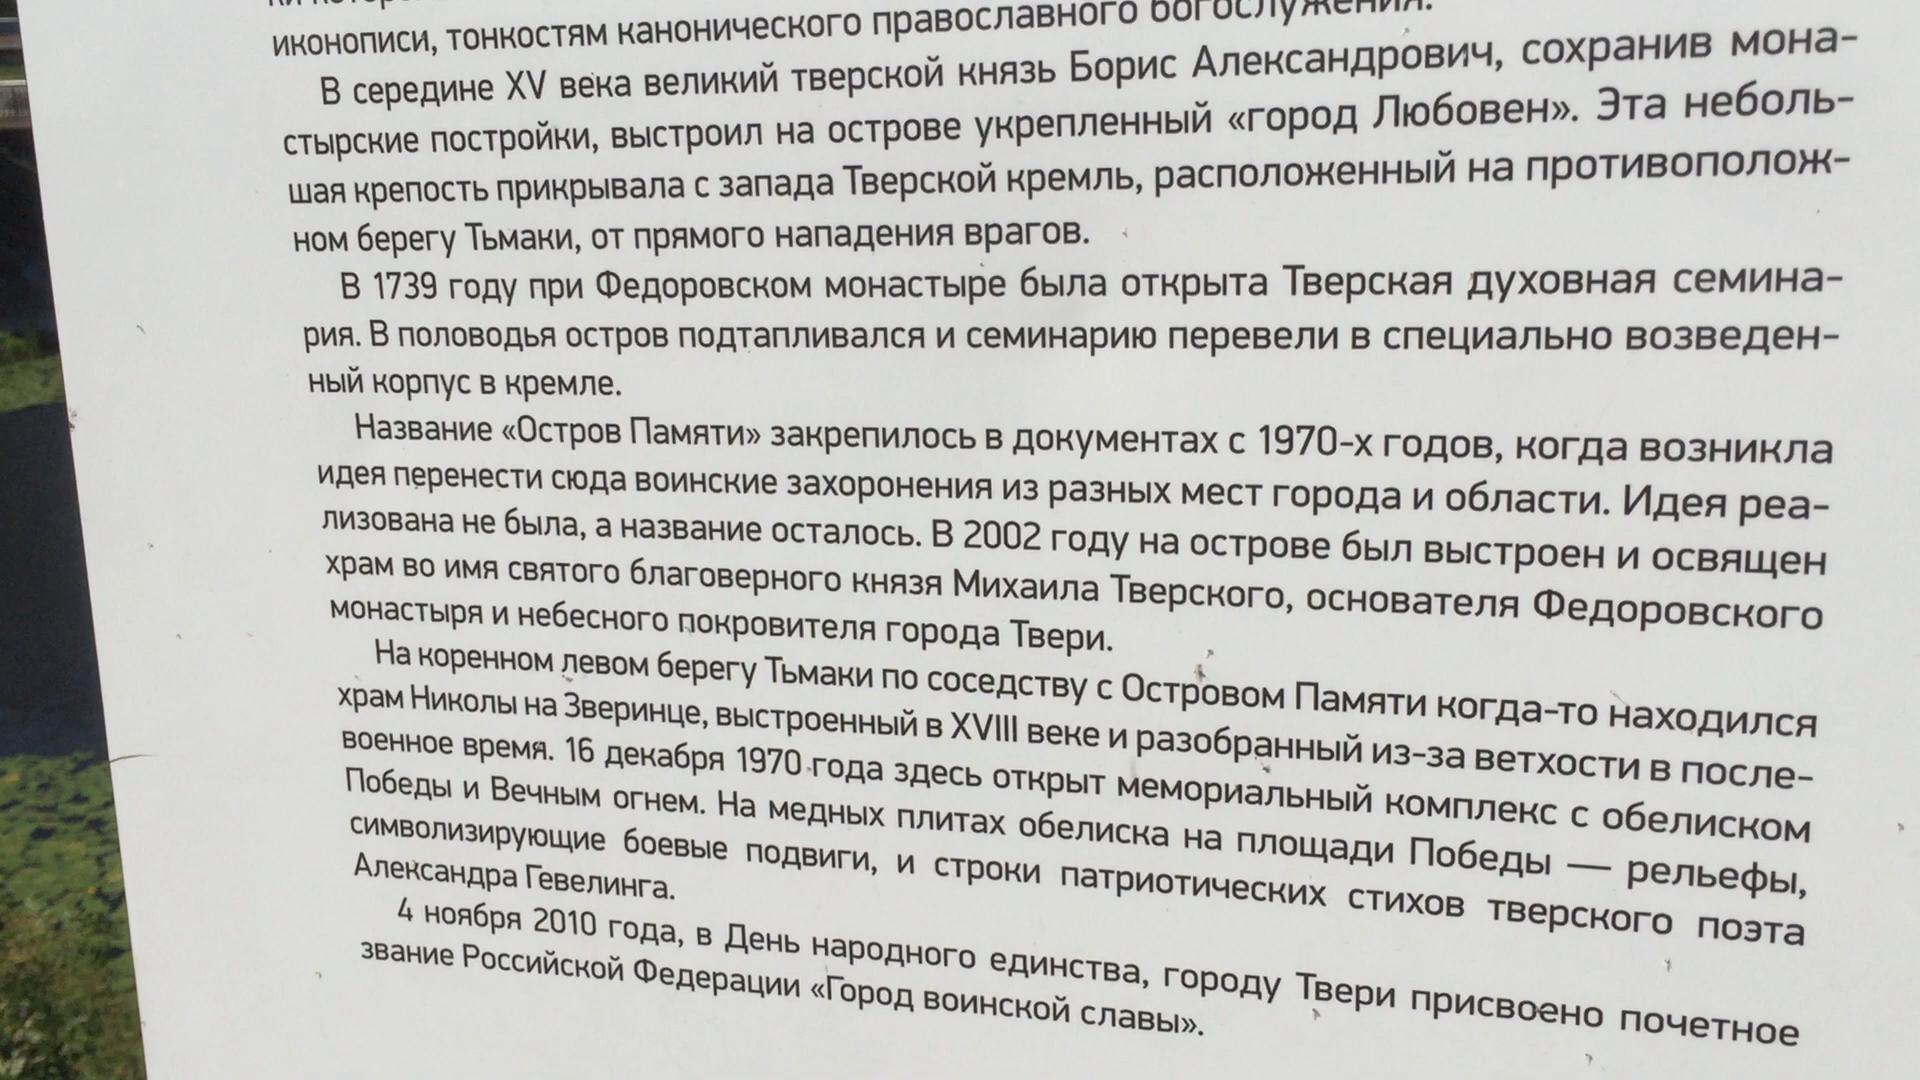 иконописи, тонкостям канонического православного богослужения.
В середине XV века великий тверской князь Борис Александрович, сохранив мона-
стырские постройки, выстроил на острове укрепленный «город Любовен». Эта неболь-
шая крепость прикрывала с запада Тверской кремль, расположенный на противополож-
ном берегу Тьмаки, от прямого нападения врагов.
В 1739 году при Федоровском монастыре была открыта Тверская духовная семина-
рия. В половодья остров подтапливался и семинарию перевели в специально возведен-
ный корпус в кремле.
Название «Остров Памяти» закрепилось в документах с 1970-х годов, когда возникла
идея перенести сюда воинские захоронения из разных мест города и области. Идея реа-
лизована не была, а название осталось. В 2002 году на острове был выстроен и освящен
храм во имя святого благоверного князя Михаила Тверского, основателя Федоровского
монастыря и небесного покровителя города Твери.
На коренном левом берегу Тьмаки по соседству с Островом Памяти когда-то находился
храм Николы на Зверинце, выстроенный в XVIII веке и разобранный из-за ветхости в после-
военное время. 16 декабря 1970 года здесь открыт мемориальный комплекс с обелиском
Победы и Вечным огнем. На медных плитах обелиска на площади Победы — рельефы,
символизирующие боевые подвиги, и строки патриотических стихов тверского поэта
Александра Гевелинга.
4 ноября 2010 года, в День народного единства, городу Твери присвоено почетное
звание Российской Федерации «Город воинской славы».